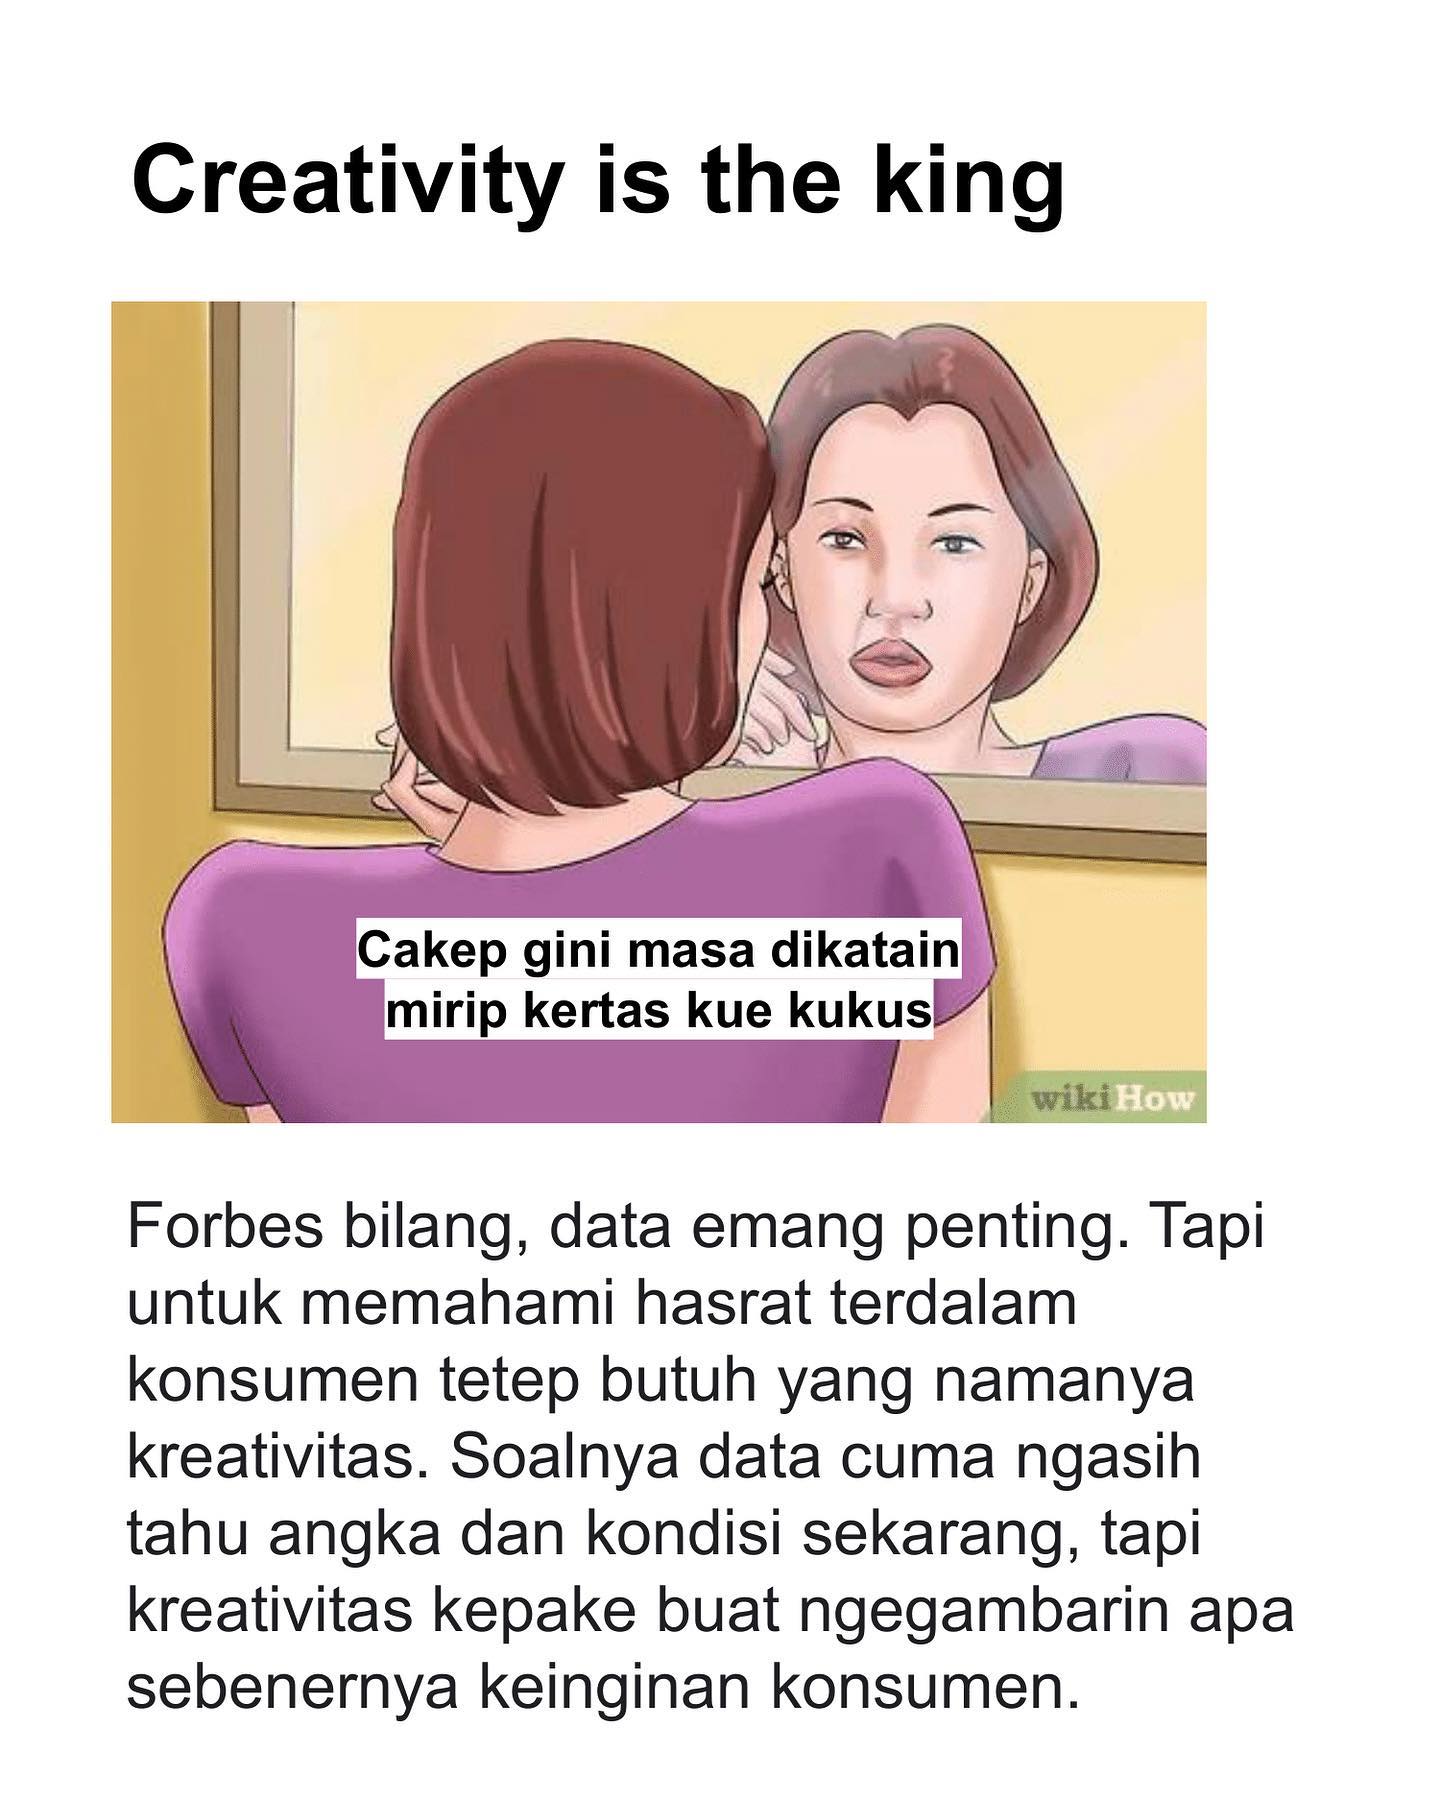 Creativity is the king
Cakep gini masa dikatain
mirip kertas kue kukus
wikiHow
Forbes bilang, data emang penting. Tapi
untuk memahami hasrat terdalam
konsumen tetep butuh yang namanya
kreativitas. Soalnya data cuma ngasih
tahu angka dan kondisi sekarang, tapi
kreativitas kepake buat ngegambarin apa
sebenernya keinginan konsumen.